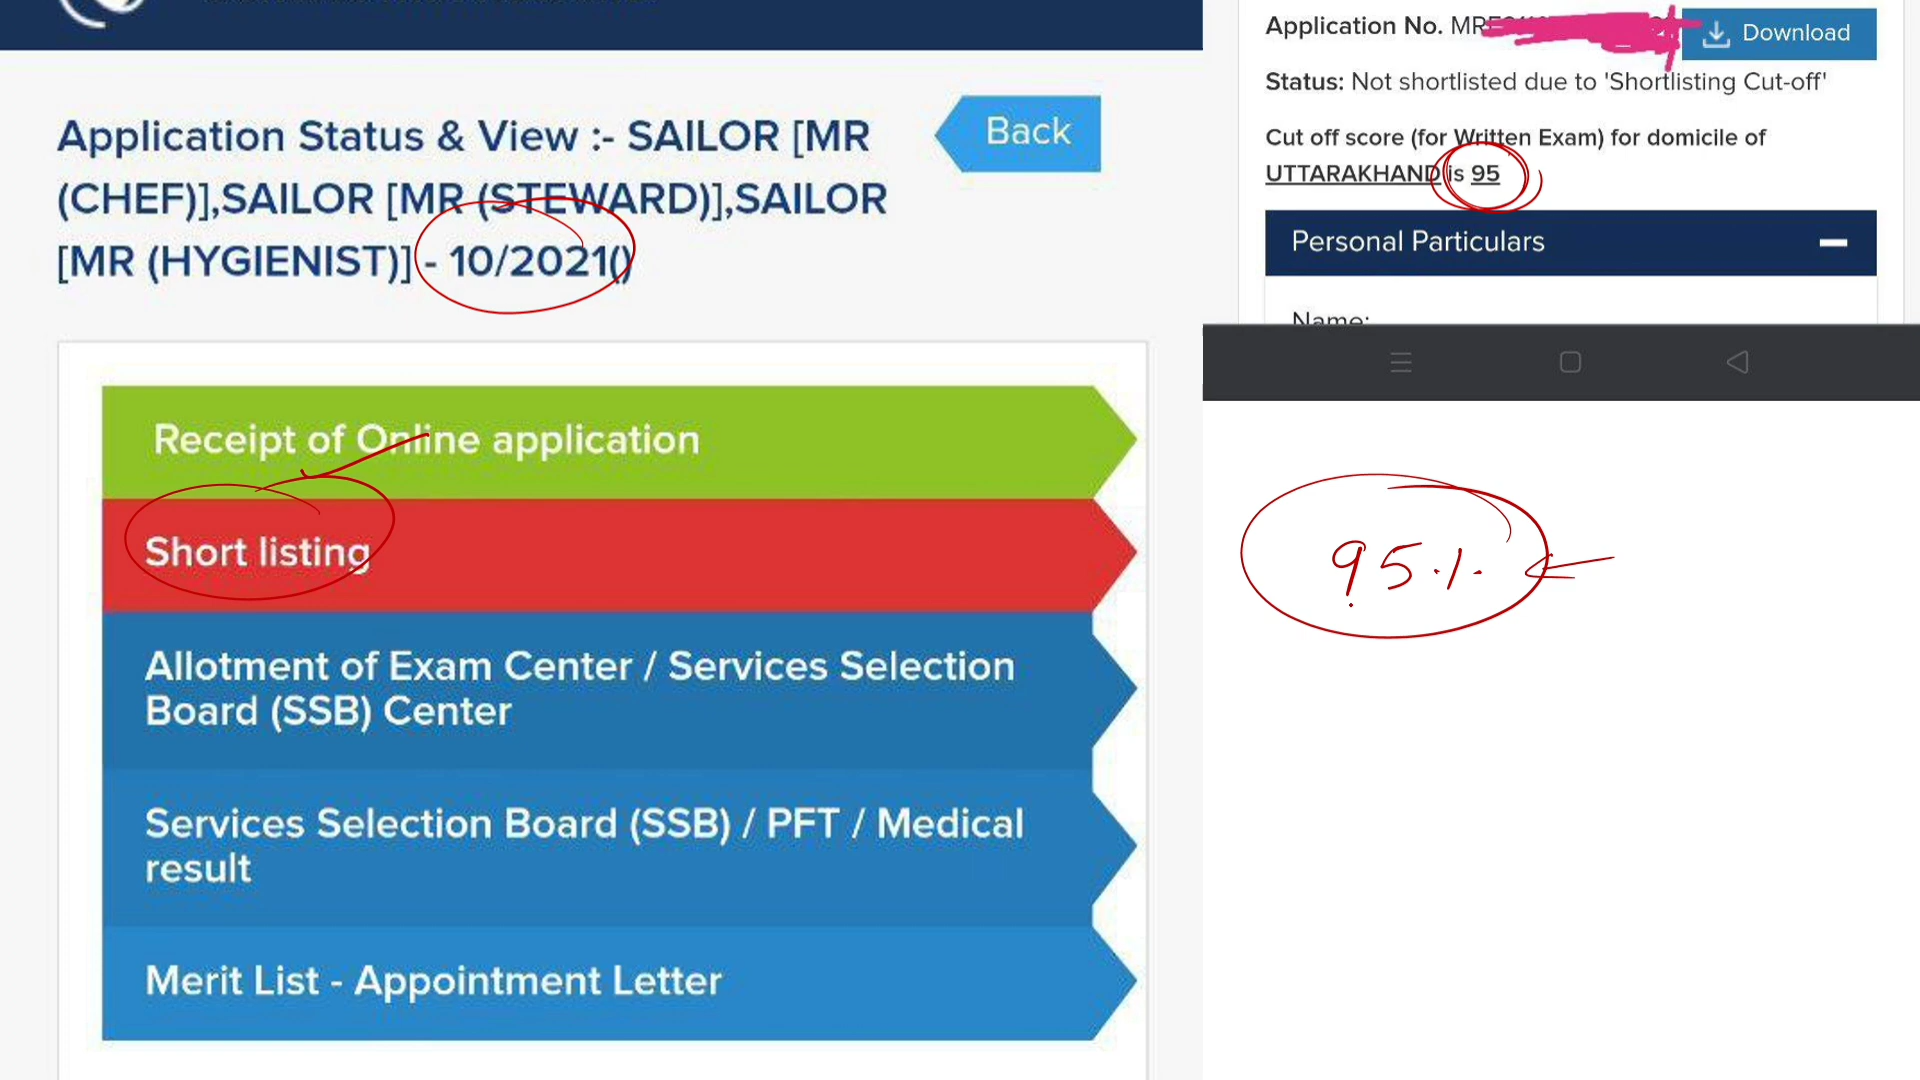 Application Status & View :- SAILOR [MR
(CHEF)],SAILOR [MR (STEWARD)],SAILOR
[MR (HYGIENIST)] - 10/2021()
Back
Receipt of Online application
Short listing
Allotment of Exam Center / Services Selection
Board (SSB) Center
Services Selection Board (SSB) / PFT / Medical
result
Merit List - Appointment Letter
Application No.
Download
Status: Not shortlisted due to 'Shortlisting Cut-off'
Cut off score (for Written Exam) for domicile of
UTTARAKHAND is 95
Personal Particulars
Name:
95%